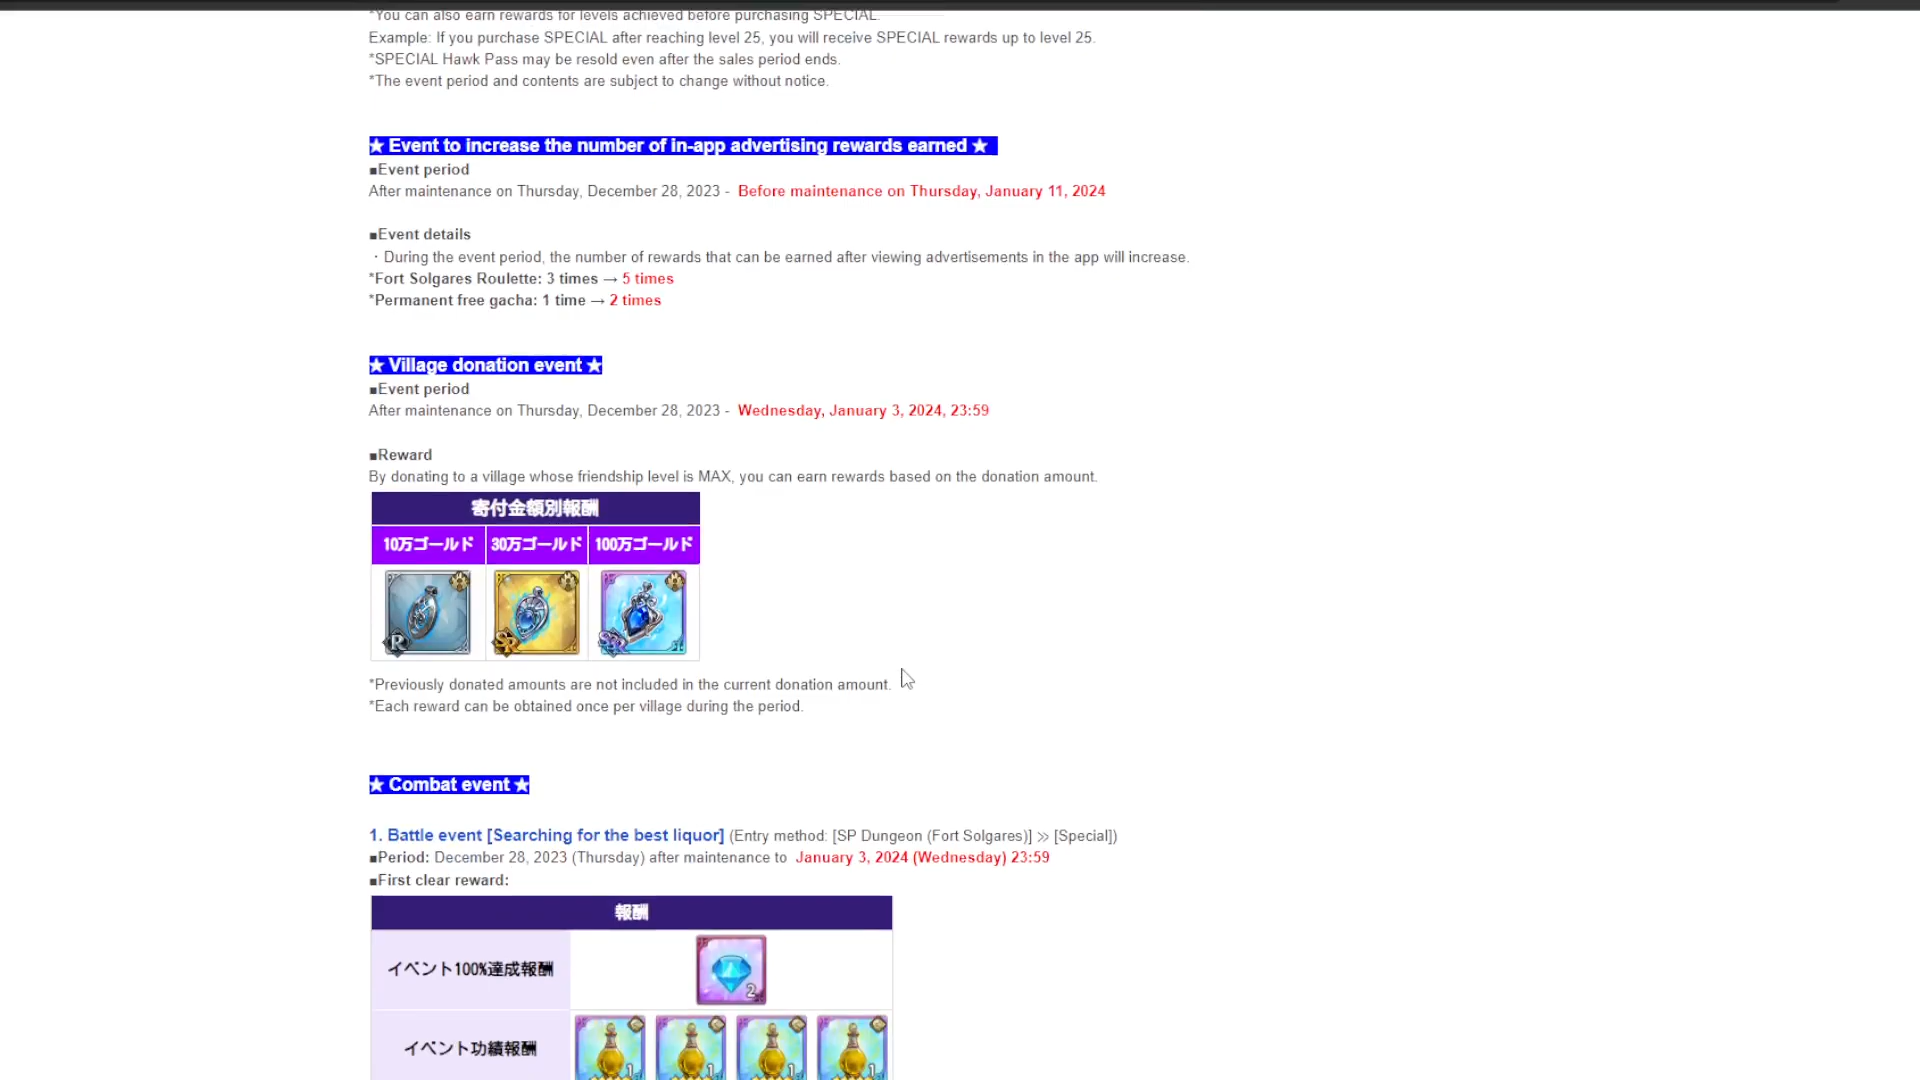 *You can also earn rewards for levels achieved before purchasing SPECIAL.
Example: If you purchase SPECIAL after reaching level 25, you will receive SPECIAL rewards up to level 25.
*SPECIAL Hawk Pass may be resold even after the sales period ends.
*The event period and contents are subject to change without notice.
★ Event to increase the number of in-app advertising rewards earned ★
■Event period
After maintenance on Thursday, December 28, 2023 - Before maintenance on Thursday, January 11, 2024
■Event details
・During the event period, the number of rewards that can be earned after viewing advertisements in the app will increase.
*Fort Solgares Roulette: 3 times → 5 times
*Permanent free gacha: 1 time → 2 times
★ Village donation event ★
■Event period
After maintenance on Thursday, December 28, 2023 - Wednesday, January 3, 2024, 23:59
■Reward
By donating to a village whose friendship level is MAX, you can earn rewards based on the donation amount.
寄付金額別報酬
10万ゴールド 30万ゴールド 100万ゴールド
R SR SSR
*Previously donated amounts are not included in the current donation amount.
*Each reward can be obtained once per village during the period.
★ Combat event ★
1. Battle event [Searching for the best liquor] (Entry method: [SP Dungeon (Fort Solgares)] ≫ [Special])
■Period: December 28, 2023 (Thursday) after maintenance to January 3, 2024 (Wednesday) 23:59
■First clear reward:
報酬
イベント100%達成報酬
2
イベント功績報酬
1 1 1 1